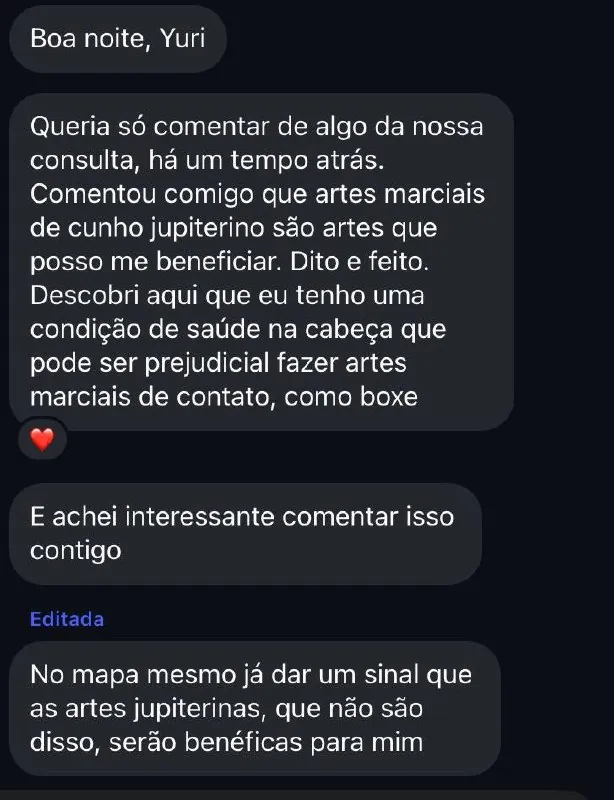 Boa noite, Yuri
Queria só comentar de algo da nossa
consulta, há um tempo atrás.
Comentou comigo que artes marciais
de cunho jupiterino são artes que
posso me beneficiar. Dito e feito.
Descobri aqui que eu tenho uma
condição de saúde na cabeça que
pode ser prejudicial fazer artes
marciais de contato, como boxe
E achei interessante comentar isso
contigo
Editada
No mapa mesmo já dar um sinal que
as artes jupiterinas, que não são
disso, serão benéficas para mim